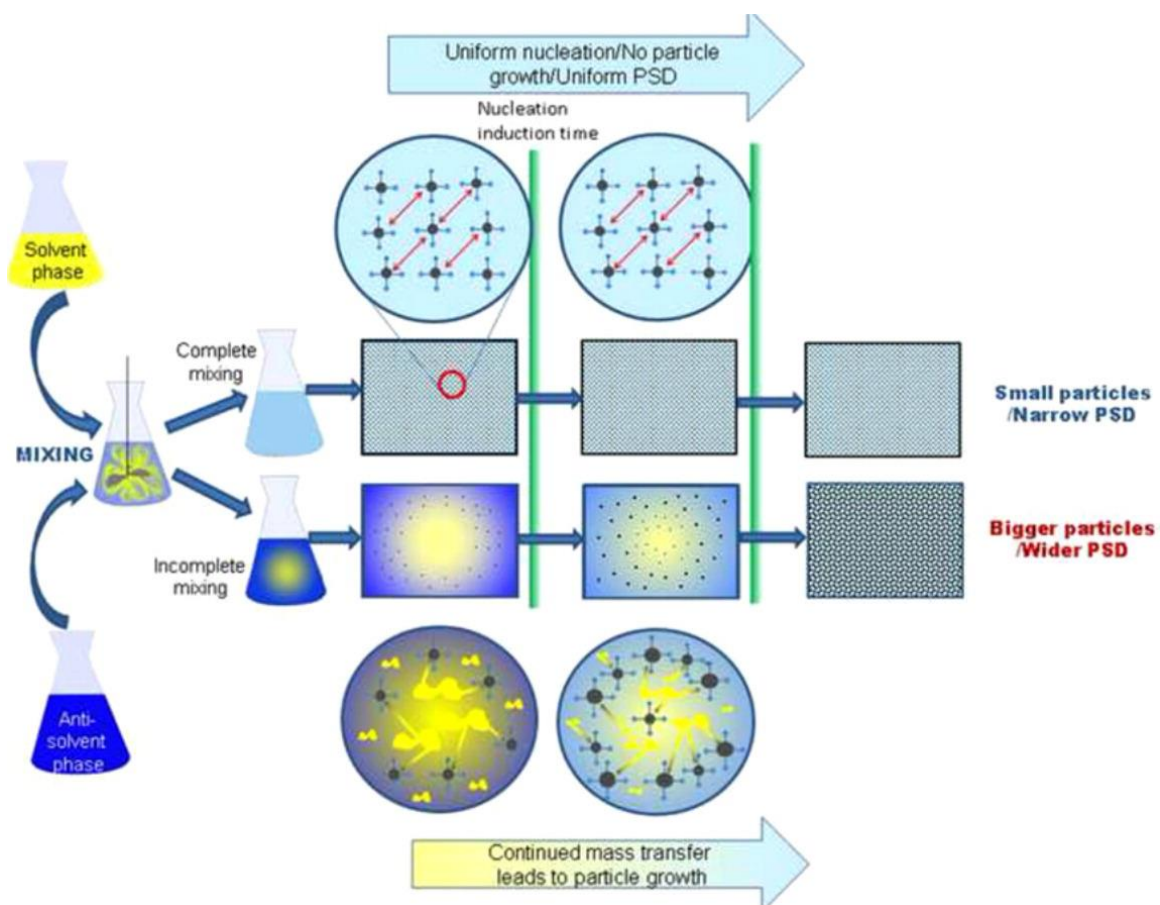 Uniform nucleation/No particle
growth/Uniform PSD
Nucleation
induction time
Solvent
phase
Complete
mixing
MIXING
Small particles
/Narrow PSD
Incomplete
mixing
Bigger particles
/Wider PSD
Anti-
solvent
phase
Continued mass transfer
leads to particle growth